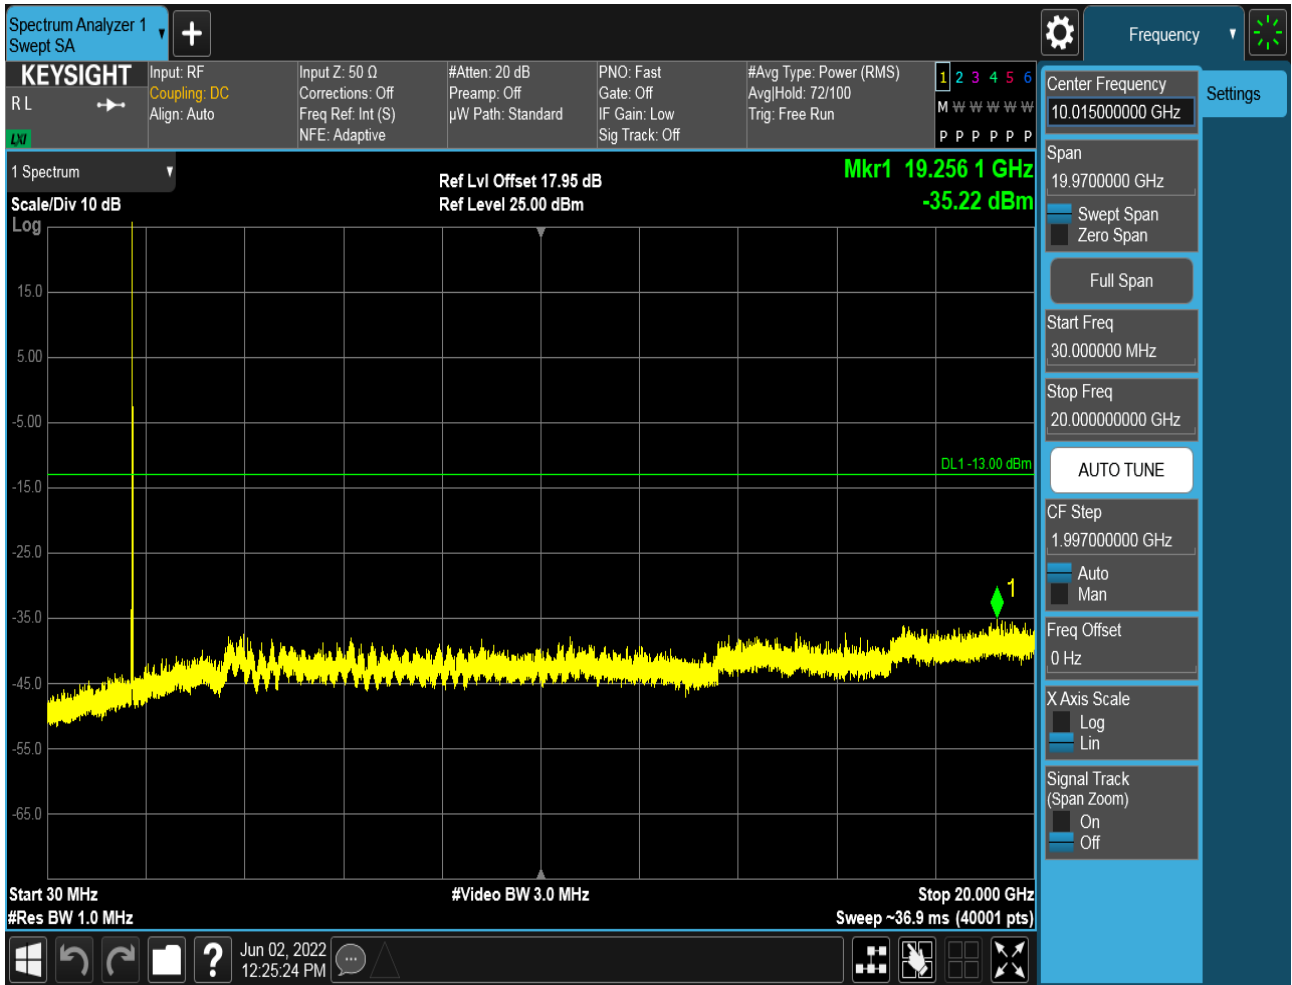 Spectrum Analyzer 1
Swept SA
Frequency
KEYSIGHT
R L
LXI
Input: RF
Coupling: DC
Align: Auto
Input Z: 50 Ω
Corrections: Off
Freq Ref: Int (S)
NFE: Adaptive
#Atten: 20 dB
Preamp: Off
µW Path: Standard
PNO: Fast
Gate: Off
IF Gain: Low
Sig Track: Off
#Avg Type: Power (RMS)
Avg|Hold: 72/100
Trig: Free Run
1 2 3 4 5 6
M W W W W W
P P P P P P
1 Spectrum
Scale/Div 10 dB
Log
Ref Lvl Offset 17.95 dB
Ref Level 25.00 dBm
Mkr1 19.256 1 GHz
-35.22 dBm
15.0
5.00
-5.00
-15.0
-25.0
-35.0
-45.0
-55.0
-65.0
DL1 -13.00 dBm
1
Start 30 MHz
#Res BW 1.0 MHz
#Video BW 3.0 MHz
Stop 20.000 GHz
Sweep ~36.9 ms (40001 pts)
Jun 02, 2022
12:25:24 PM
Center Frequency
10.015000000 GHz
Settings
Span
19.9700000 GHz
Swept Span
Zero Span
Full Span
Start Freq
30.000000 MHz
Stop Freq
20.000000000 GHz
AUTO TUNE
CF Step
1.997000000 GHz
Auto
Man
Freq Offset
0 Hz
X Axis Scale
Log
Lin
Signal Track
(Span Zoom)
On
Off